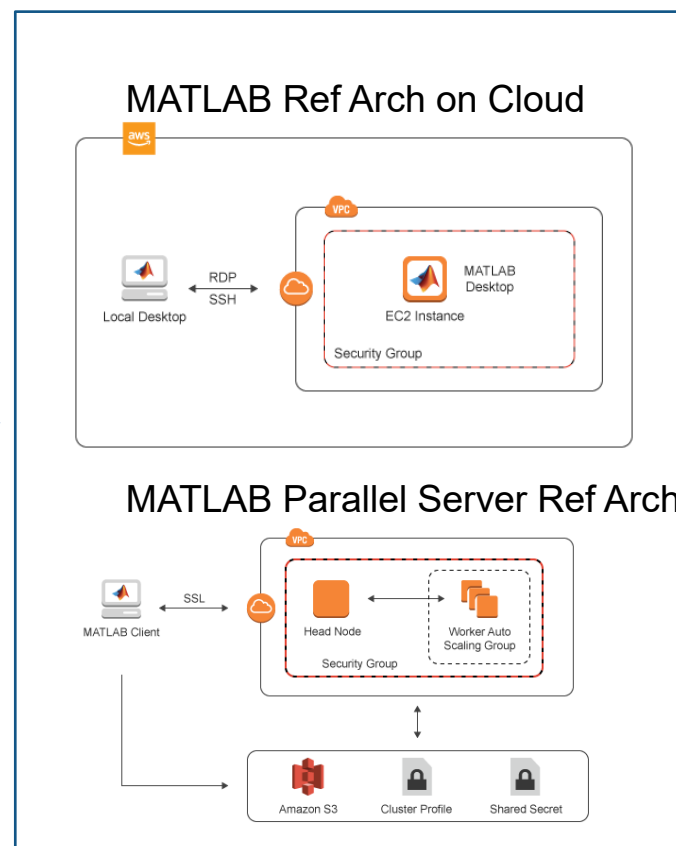 MATLAB Ref Arch on Cloud
aws
VPC
RDP
SSH
Local Desktop
MATLAB
Desktop
EC2 Instance
Security Group
MATLAB Parallel Server Ref Arch
VPC
SSL
MATLAB Client
Head Node
Worker Auto
Scaling Group
Security Group
Amazon S3
Cluster Profile
Shared Secret